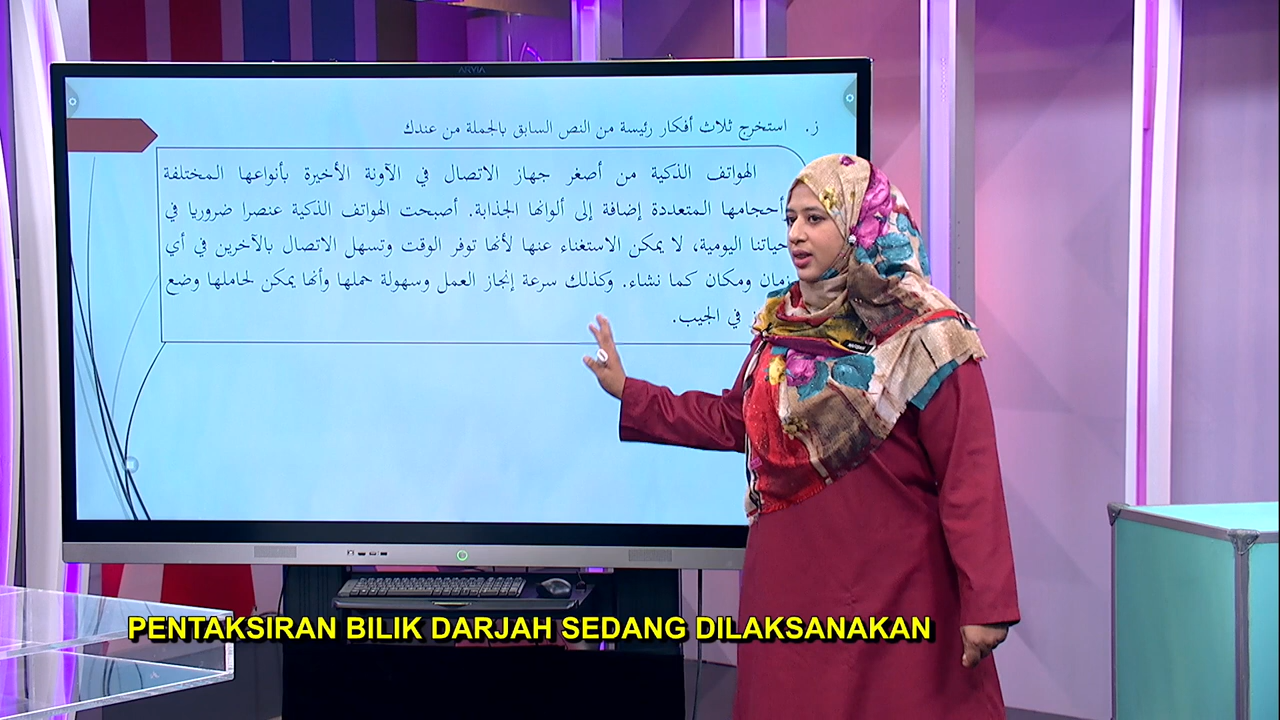 ز. استخرج ثلاث أفكار رئيسة من النص السابق بالجملة من عندك
الهواتف الذكية من أصغر جهاز الاتصال في الآونة الأخيرة بأنواعها المختلفة
أحجامها المتعددة إضافة إلى ألوانها الجذابة. أصبحت الهواتف الذكية عنصرا ضروريا في
حياتنا اليومية، لا يمكن الاستغناء عنها لأنها توفر الوقت وتسهل الاتصال بالآخرين في أي
زمان ومكان كما نشاء. وكذلك سرعة إنجاز العمل وسهولة حملها وأنها يمكن لحاملها وضع
في الجيب.
PENTAKSIRAN BILIK DARJAH SEDANG DILAKSANAKAN